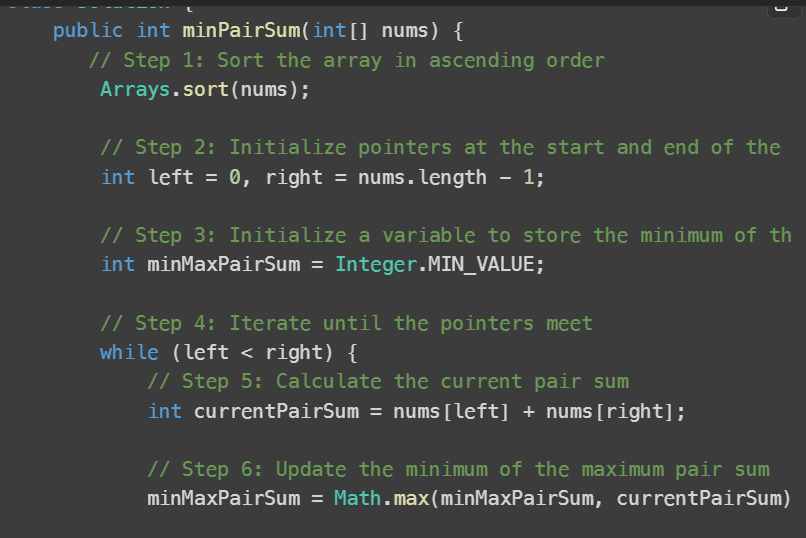 public int minPairSum(int[] nums) {
// Step 1: Sort the array in ascending order
Arrays.sort(nums);
// Step 2: Initialize pointers at the start and end of the
int left = 0, right = nums.length - 1;
// Step 3: Initialize a variable to store the minimum of th
int minMaxPairSum = Integer.MIN_VALUE;
// Step 4: Iterate until the pointers meet
while (left < right) {
// Step 5: Calculate the current pair sum
int currentPairSum = nums[left] + nums[right];
// Step 6: Update the minimum of the maximum pair sum
minMaxPairSum = Math.max(minMaxPairSum, currentPairSum)